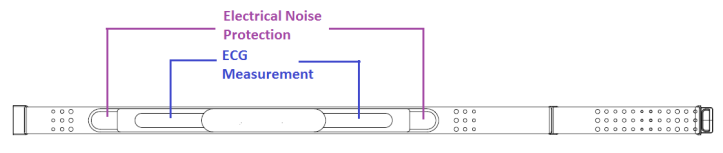 Electrical Noise
Protection
ECG
Measurement